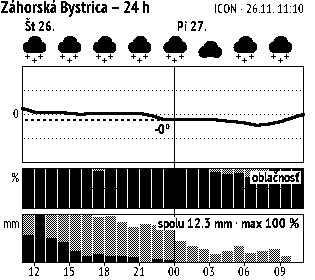 Záhorská Bystrica – 24 h ICON · 26.11. 11:10
Št 26. Pi 27.
0
-0°
% oblačnosť
mm spolu 12.3 mm · max 100 %
12 15 18 21 00 03 06 09